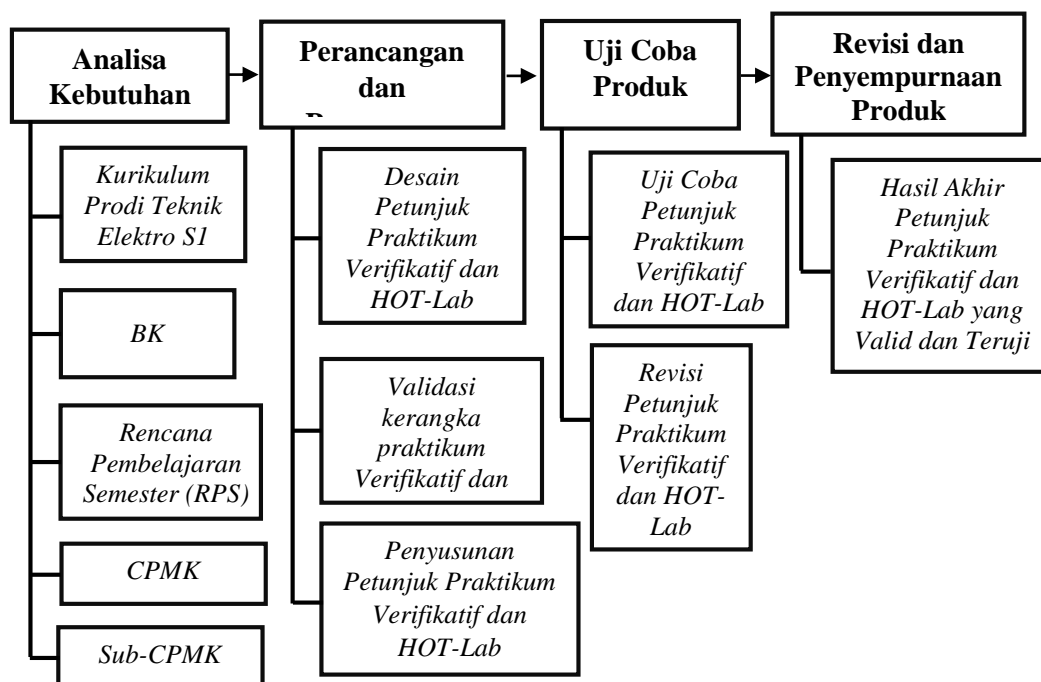 Analisa
Kebutuhan
Kurikulum
Prodi Teknik
Elektro S1
BK
Rencana
Pembelajaran
Semester (RPS)
CPMK
Sub-CPMK
Perancangan
dan
Desain
Petunjuk
Praktikum
Verifikatif dan
HOT-Lab
Validasi
kerangka
praktikum
Verifikatif dan
Penyusunan
Petunjuk Praktikum
Verifikatif dan
HOT-Lab
Uji Coba
Produk
Uji Coba
Petunjuk
Praktikum
Verifikatif
dan HOT-Lab
Revisi
Petunjuk
Praktikum
Verifikatif
dan HOT-
Lab
Revisi dan
Penyempurnaan
Produk
Hasil Akhir
Petunjuk
Praktikum
Verifikatif dan
HOT-Lab yang
Valid dan Teruji